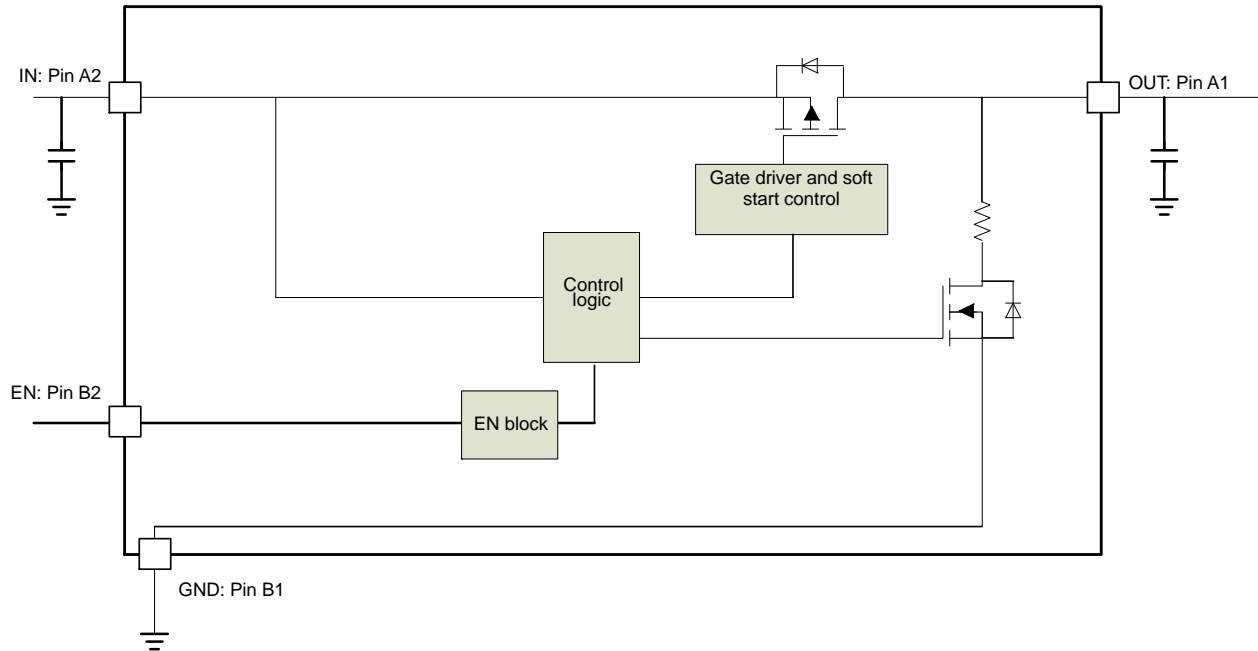 IN: Pin A2
OUT: Pin A1
Gate driver and soft
start control
Control
logic
EN: Pin B2
EN block
GND: Pin B1